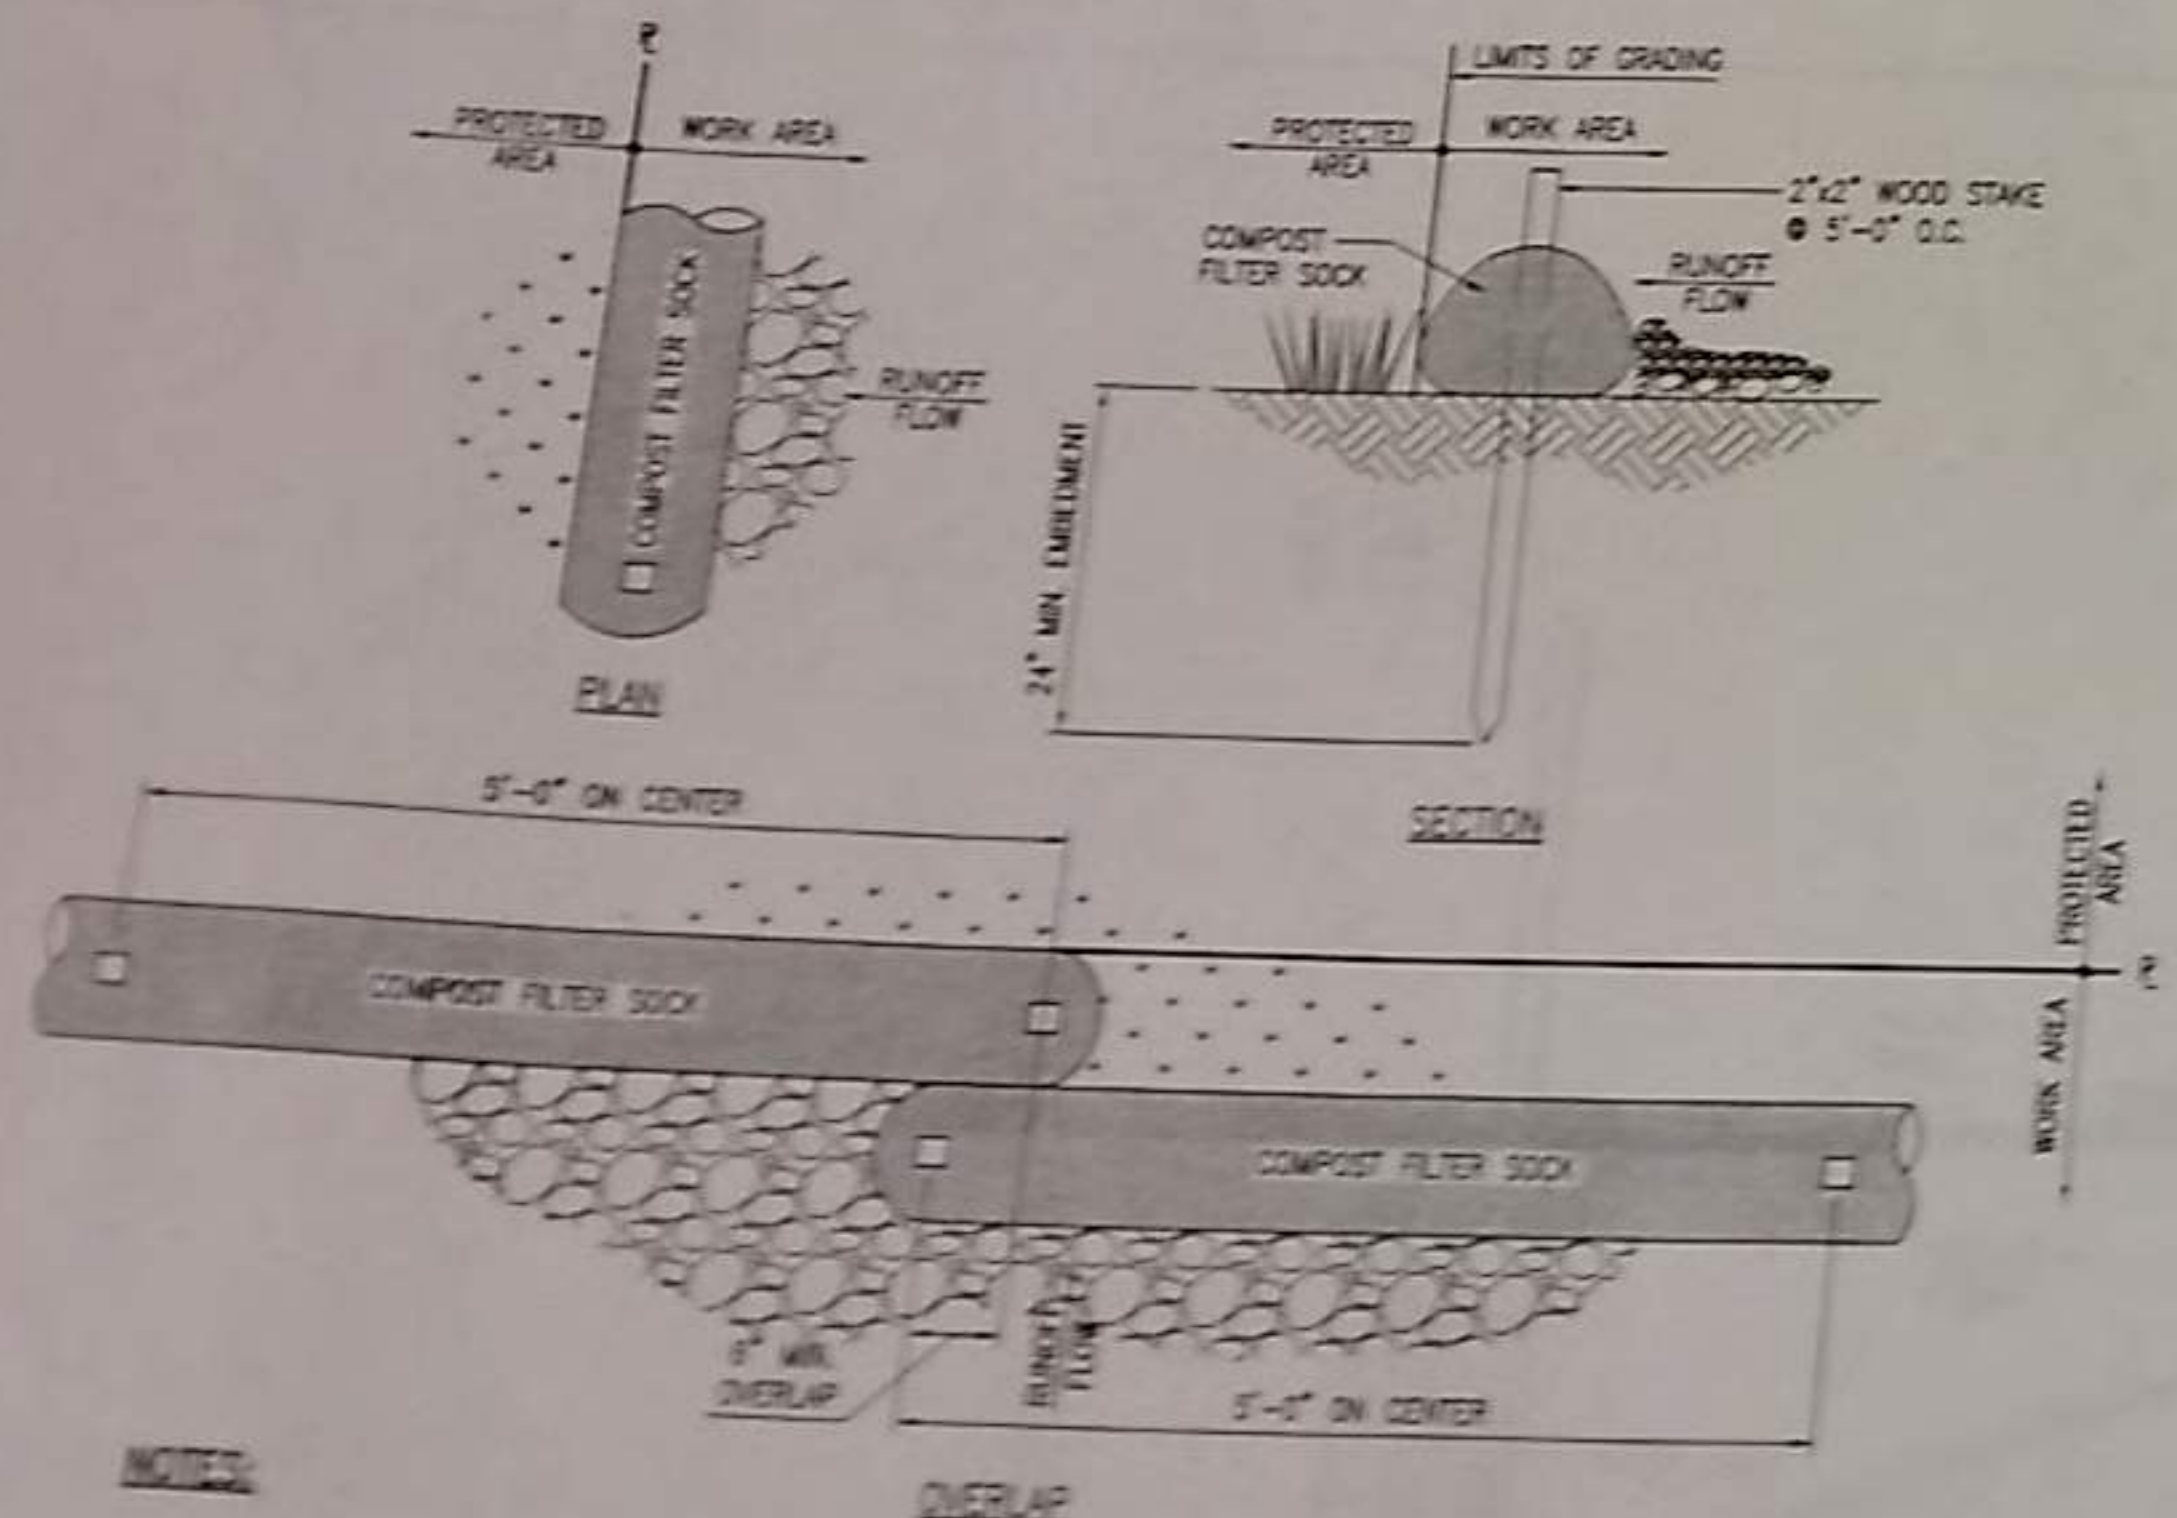 PROTECTED
AREA
WORK AREA
COMPOST FILTER SOCK
RUNOFF
FLOW
PLAN
LIMITS OF GRADING
PROTECTED
AREA
WORK AREA
2"x2" WOOD STAKE
@ 5'-0" O.C.
COMPOST
FILTER SOCK
RUNOFF
FLOW
24" MIN. EMBEDMENT
SECTION
5'-0" ON CENTER
COMPOST FILTER SOCK
PROTECTED
AREA
WORK AREA
COMPOST FILTER SOCK
MIN.
OVERLAP
RUNOFF
FLOW
5'-0" ON CENTER
NOTES:
OVERLAP